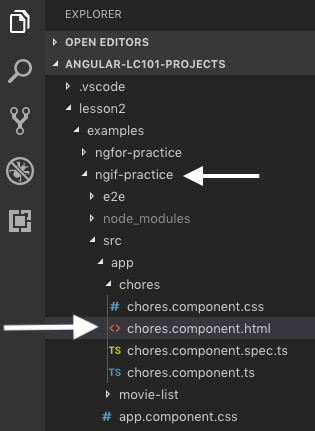 EXPLORER
OPEN EDITORS
ANGULAR-LC101-PROJECTS
.vscode
lesson2
examples
ngfor-practice
ngif-practice
e2e
node_modules
src
app
chores
# chores.component.css
<> chores.component.html
TS chores.component.spec.ts
TS chores.component.ts
movie-list
# app.component.css